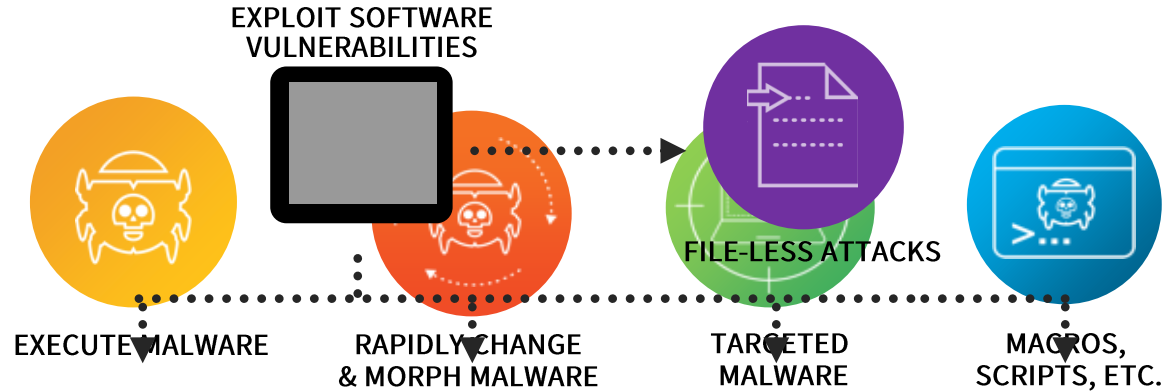 EXPLOIT SOFTWARE
VULNERABILITIES
FILE-LESS ATTACKS
>...
EXECUTE MALWARE
RAPIDLY CHANGE
& MORPH MALWARE
TARGETED
MALWARE
MACROS,
SCRIPTS, ETC.